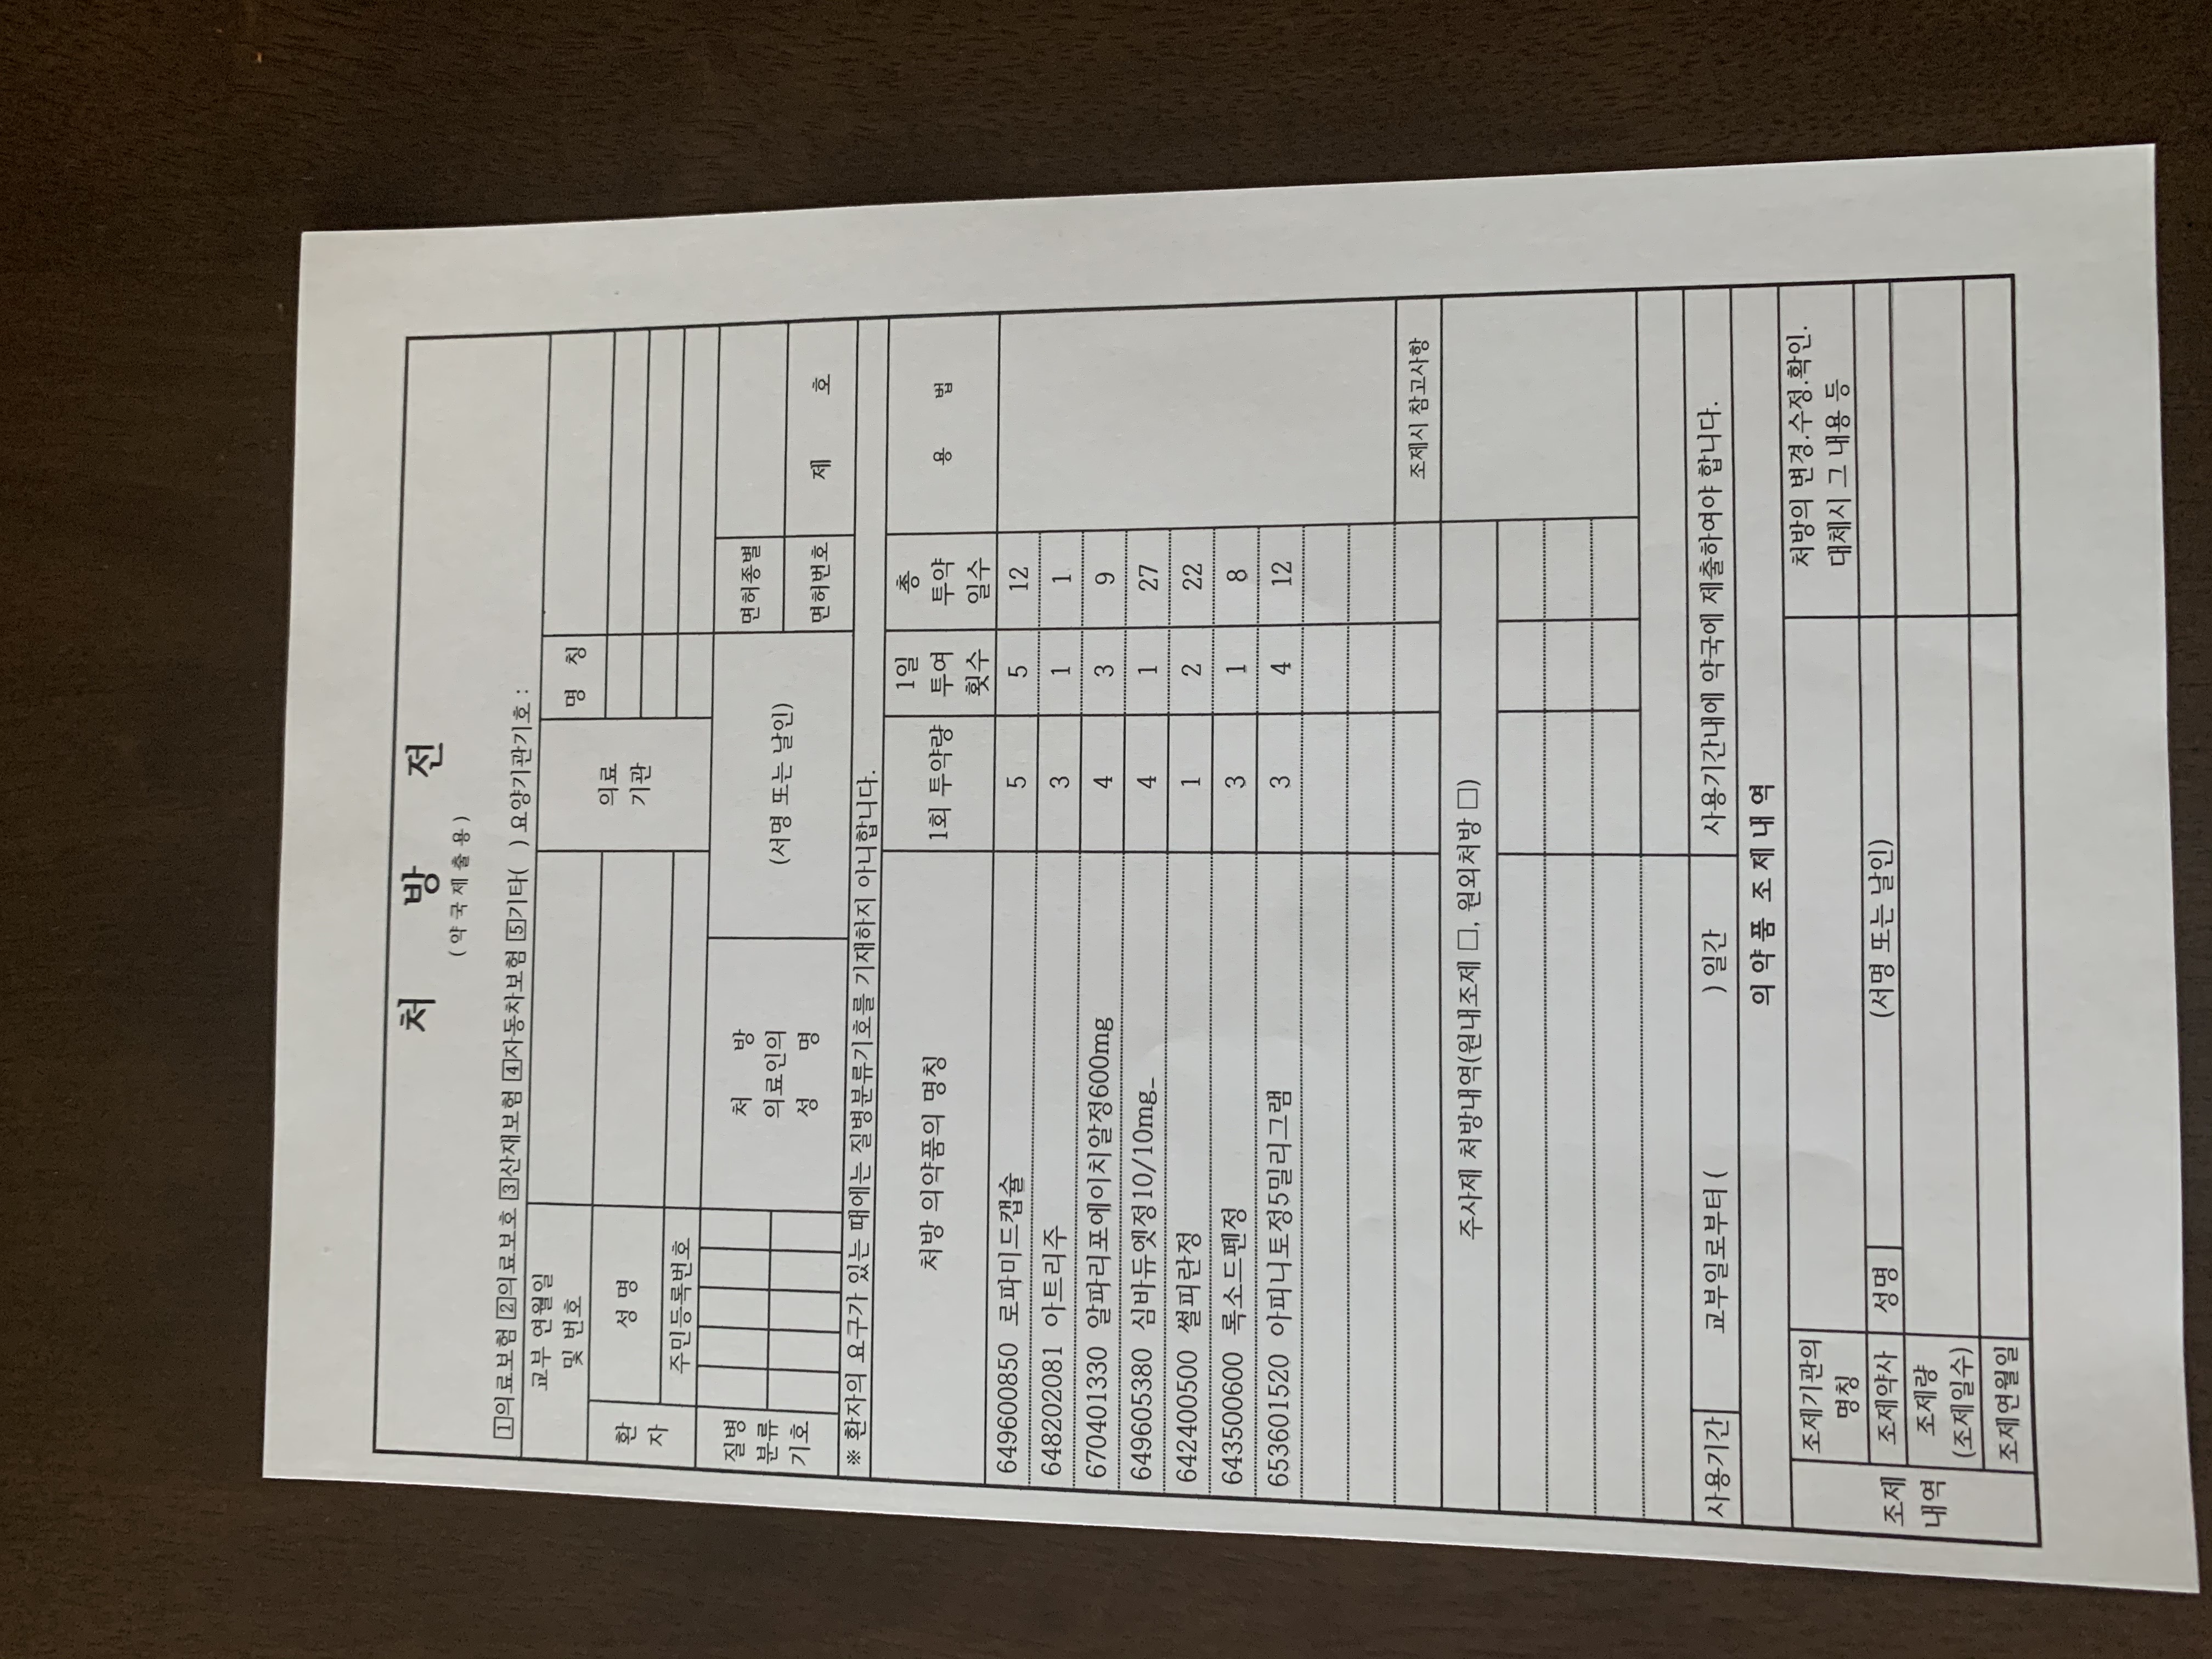 처 방 전
(약국제출용)
1의료보험 2의료보호 3산재보험 4자동차보험 5기타( ) 요양기관기호 :
교부 연월일
및 번호
의료
기관
명 칭
환
자
성 명
주민등록번호
질병
분류
기호
처 방
의료인의
성 명
(서명 또는 날인)
면허종별
면허번호
제 호
※ 환자의 요구가 있는 때에는 질병분류기호를 기재하지 아니합니다.
처방 의약품의 명칭
1회 투약량
1일
투여
횟수
총
투약
일수
용 법
649600850 로파미드캡슐 5 5 12
648202081 아트리주 3 1 1
670401330 알파리포에이치알정600mg 4 3 9
649605380 심바듀엣정10/10mg_ 4 1 27
642400500 썰피란정 1 2 22
643500600 록소드펜정 3 1 8
653601520 아피니토정5밀리그램 3 4 12
조제시 참고사항
주사제 처방내역(원내조제 □, 원외처방 □)
사용기간 교부일로부터 ( ) 일간 사용기간내에 약국에 제출하여야 합니다.
의약품 조제내역
조제
내역
조제기관의
명칭
처방의 변경.수정.확인.
대체시 그 내용 등
조제약사 성명 (서명 또는 날인)
조제량
(조제일수)
조제연월일